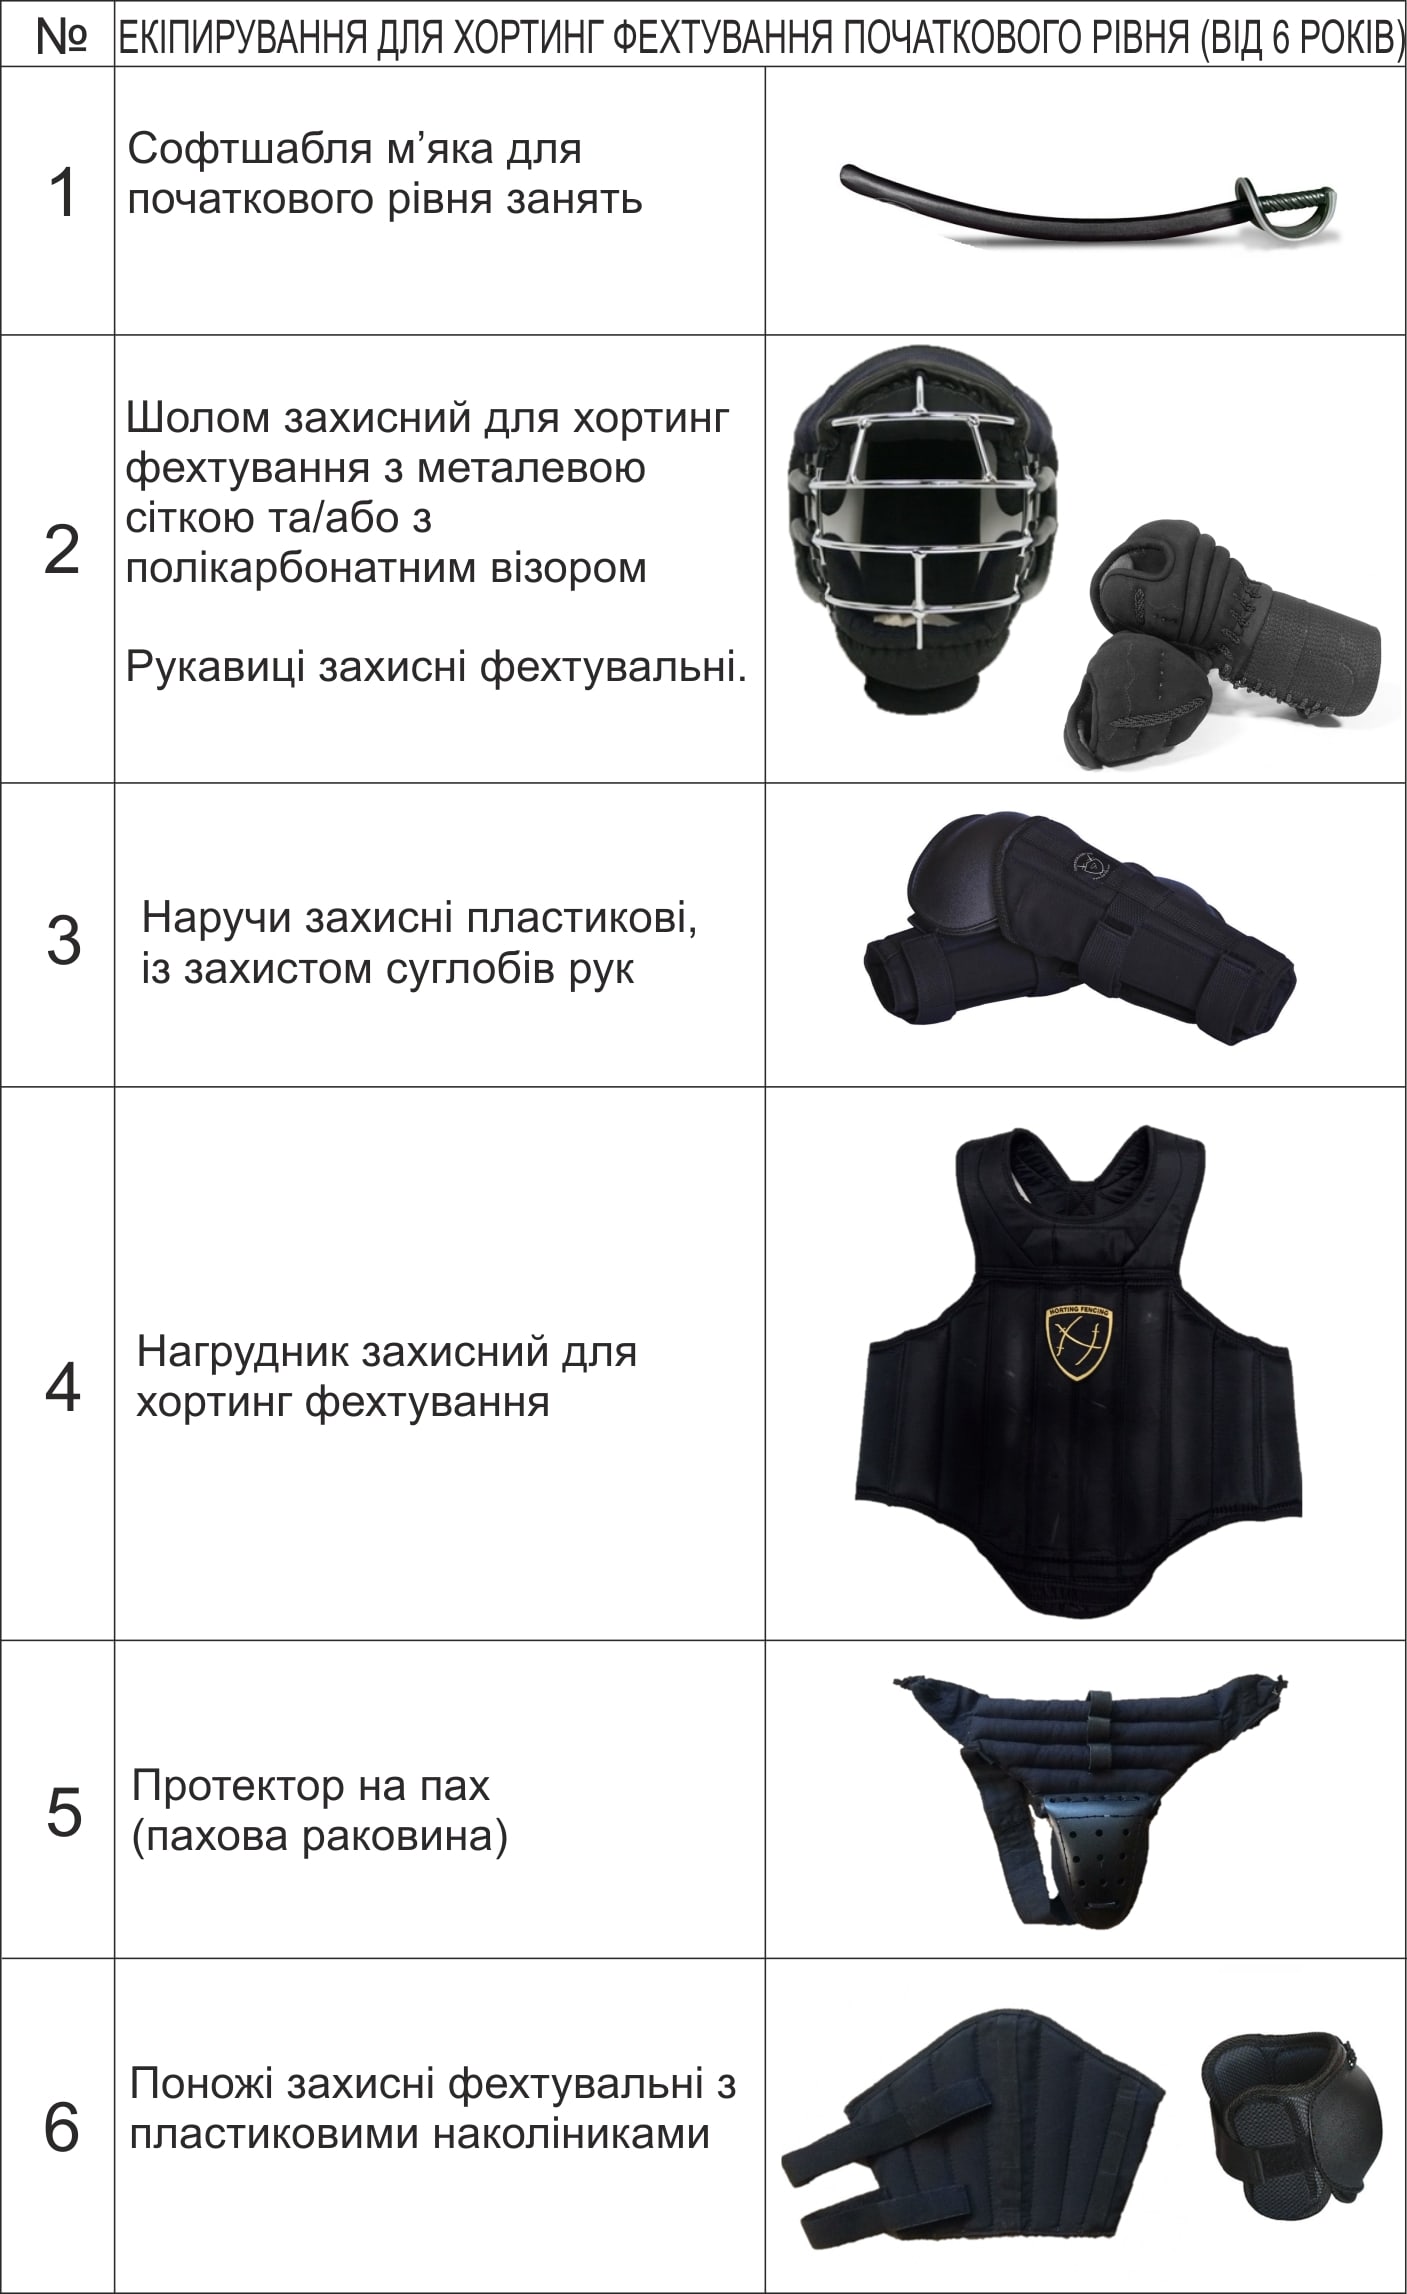 № ЕКІПИРУВАННЯ ДЛЯ ХОРТИНГ ФЕХТУВАННЯ ПОЧАТКОВОГО РІВНЯ (ВІД 6 РОКІВ)
1
Софтшабля м’яка для
початкового рівня занять
2
Шолом захисний для хортинг
фехтування з металевою
сіткою та/або з
полікарбонатним візором
Рукавиці захисні фехтувальні.
3
Наручи захисні пластикові,
із захистом суглобів рук
4
Нагрудник захисний для
хортинг фехтування
HORTING FENCING
5
Протектор на пах
(пахова раковина)
6
Поножі захисні фехтувальні з
пластиковими наколіниками